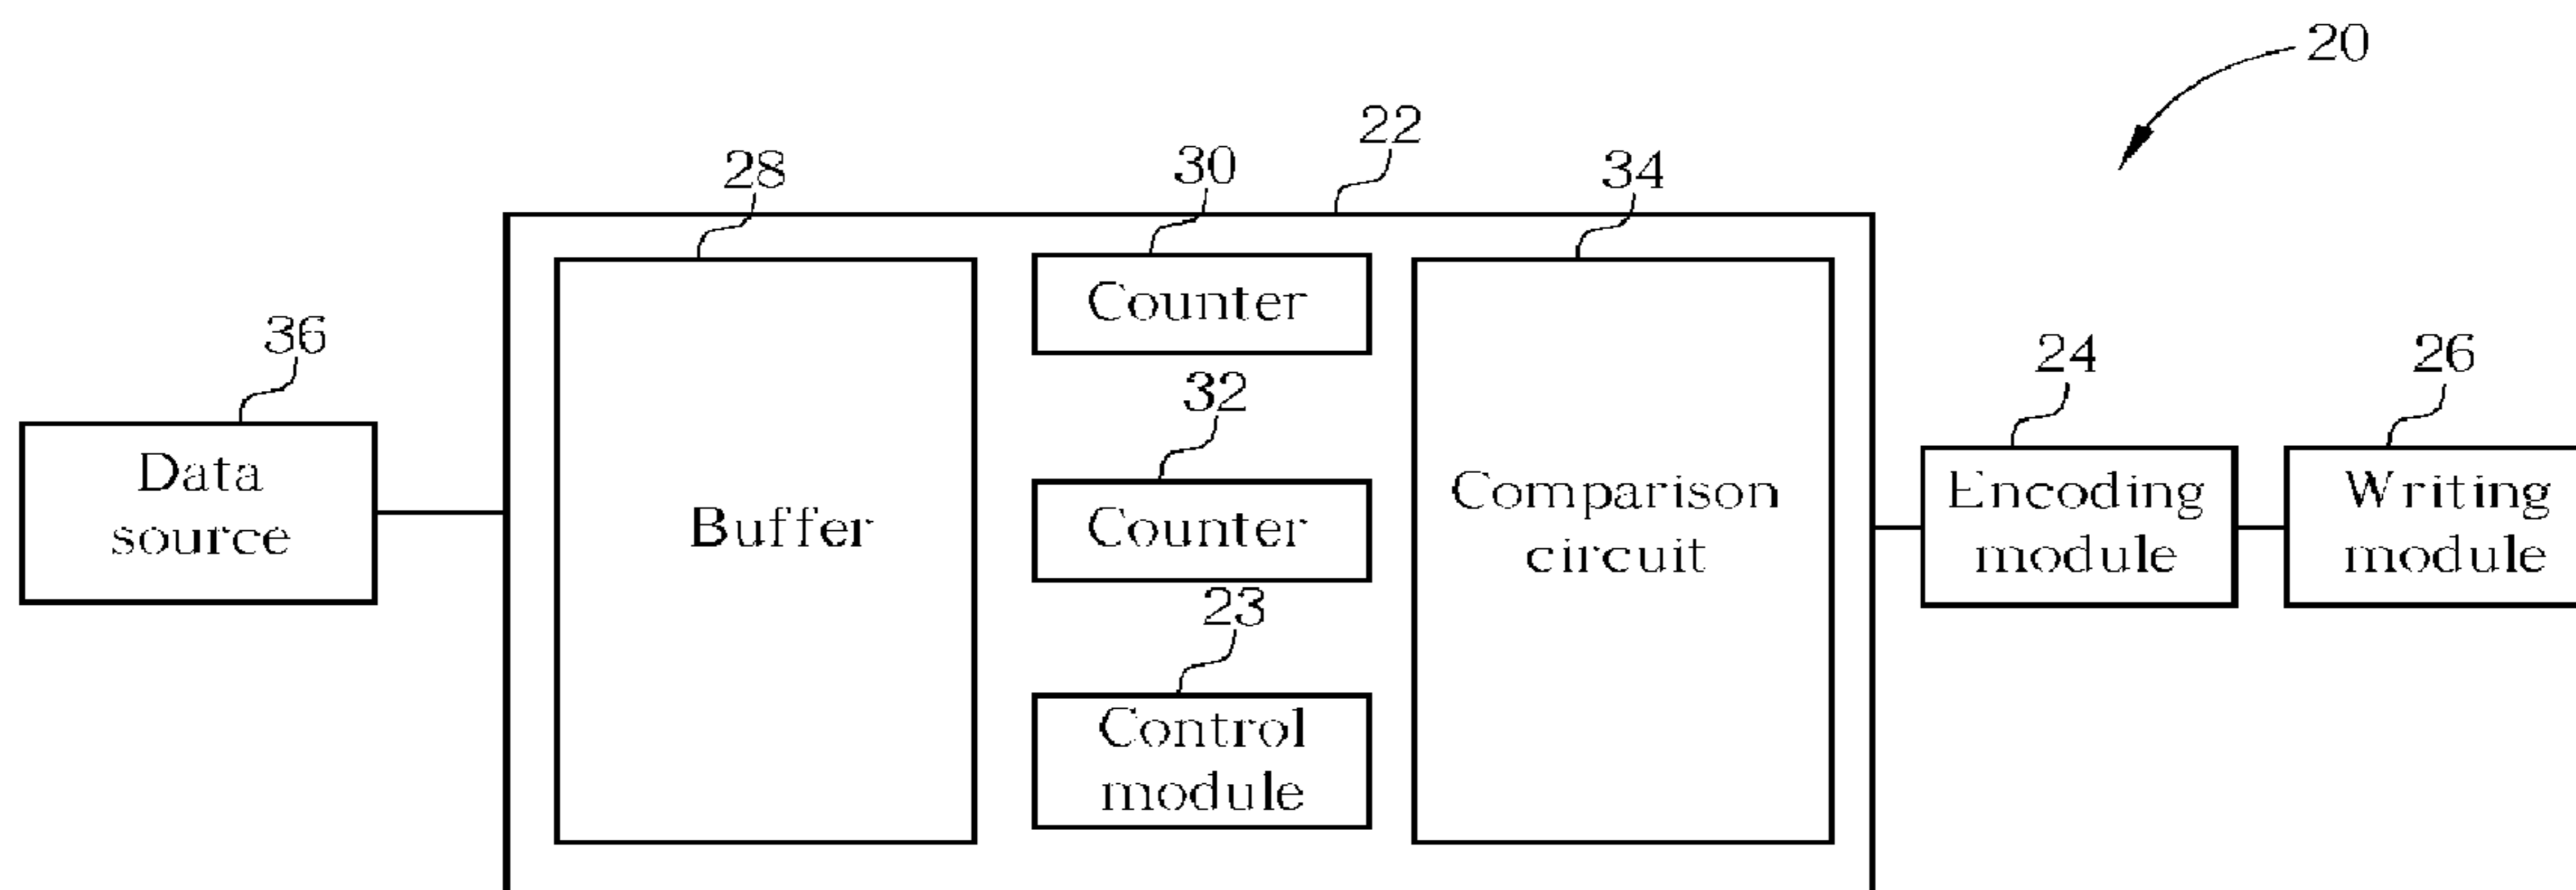 20
22
28
30
34
Counter
36
24
26
32
Data
source
Buffer
Counter
Comparison
circuit
Encoding
module
Writing
module
23
Control
module